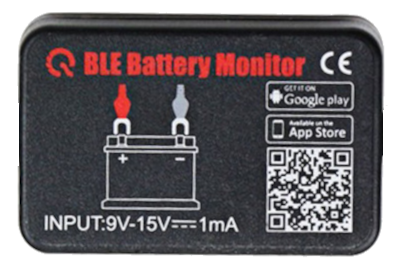 BLE Battery Monitor CE
GET IT ON
Google play
Available on the
App Store
+ −
INPUT:9V-15V⎓1mA